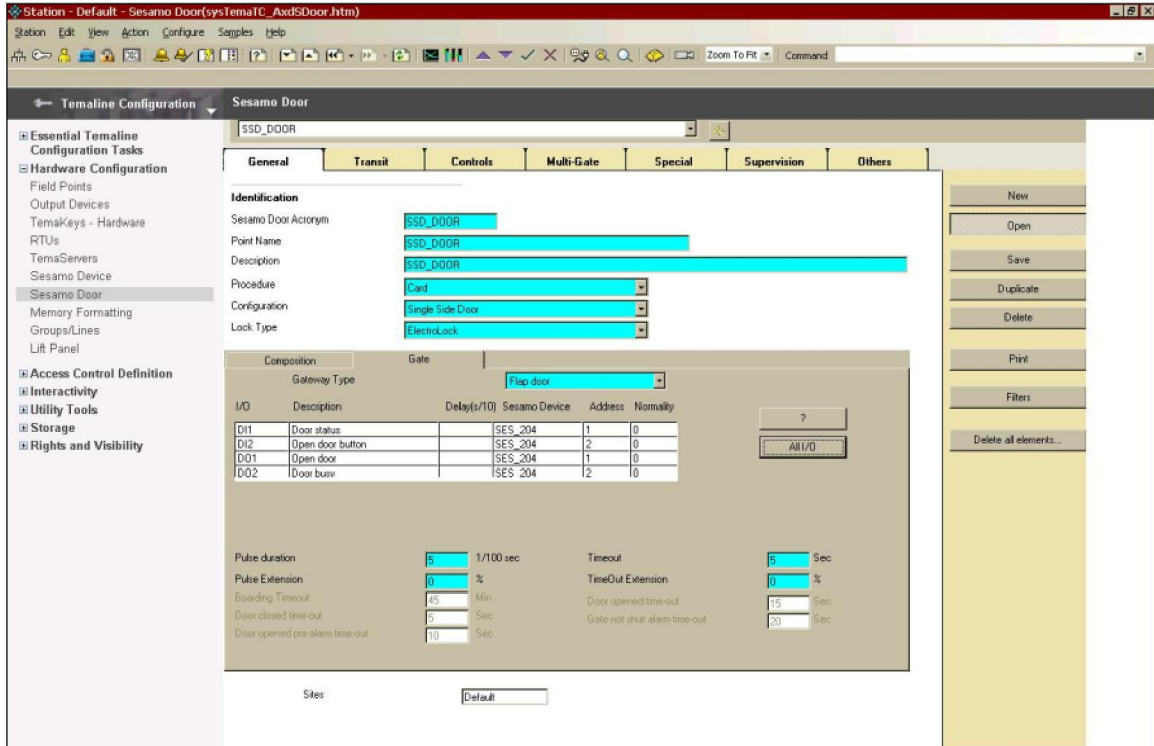 Station - Default - Sesamo Door(sysTemaTC_AxdSDoor.htm)
Station Edit View Action Configure Samples Help
Zoom To Fit Command
Temaline Configuration
Sesamo Door
SSD_DOOR
Essential Temaline
Configuration Tasks
Hardware Configuration
Field Points
Output Devices
TemaKeys - Hardware
RTUs
TemaServers
Sesamo Device
Sesamo Door
Memory Formatting
Groups/Lines
Lift Panel
Access Control Definition
Interactivity
Utility Tools
Storage
Rights and Visibility
General Transit Controls Multi-Gate Special Supervision Others
Identification
Sesamo Door Acronym SSD_DOOR
Point Name SSD_DOOR
Description SSD_DOOR
Procedure Card
Configuration Single Side Door
Lock Type ElectroLock
Composition Gate
Gateway Type Flap door
I/O Description Delay(s/10) Sesamo Device Address Normality
DI1 Door status SES_204 1 0
DI2 Open door button SES_204 2 0
DO1 Open door SES_204 1 0
DO2 Door busy SES_204 2 0
?
All I/O
Pulse duration 5 1/100 sec Timeout 5 Sec
Pulse Extension 0 % TimeOut Extension 0 %
Boarding Timeout 45 Min Door opened time-out 15 Sec
Door closed time-out 5 Sec Gate not shut alarm time-out 20 Sec
Door opened pre-alarm time-out 10 Sec
Sites Default
New
Open
Save
Duplicate
Delete
Print
Filters
Delete all elements...